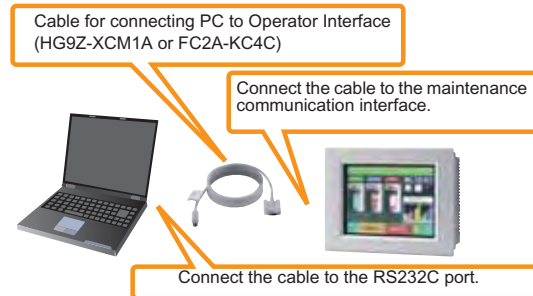 Cable for connecting PC to Operator Interface
(HG9Z-XCM1A or FC2A-KC4C)
Connect the cable to the maintenance
communication interface.
Connect the cable to the RS232C port.